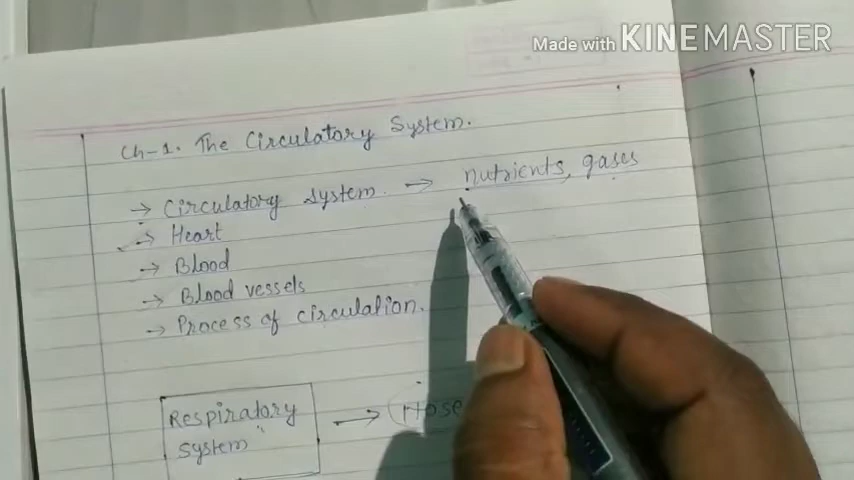 Made with KINEMASTER
Ch-1. The Circulatory System.
→ Circulatory System → nutrients, gases
→ Heart
→ Blood
→ Blood vessels
→ Process of circulation.
Respiratory → Nose
system